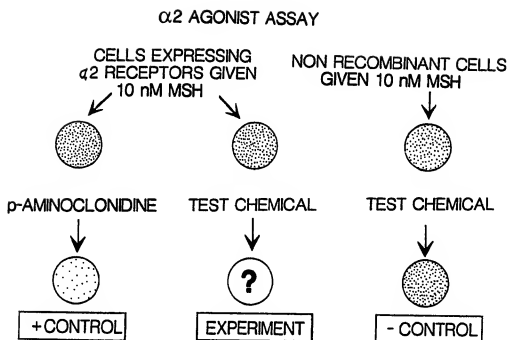 α2 AGONIST ASSAY
CELLS EXPRESSING
α2 RECEPTORS GIVEN
10 nM MSH
NON RECOMBINANT CELLS
GIVEN 10 nM MSH
p-AMINOCLONIDINE
TEST CHEMICAL
TEST CHEMICAL
?
+ CONTROL
EXPERIMENT
- CONTROL